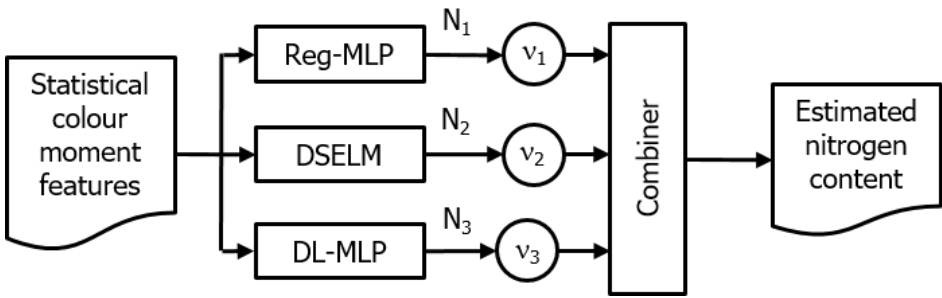 Statistical
colour
moment
features
Reg-MLP
N₁
ν₁
DSELM
N₂
ν₂
DL-MLP
N₃
ν₃
Combiner
Estimated
nitrogen
content